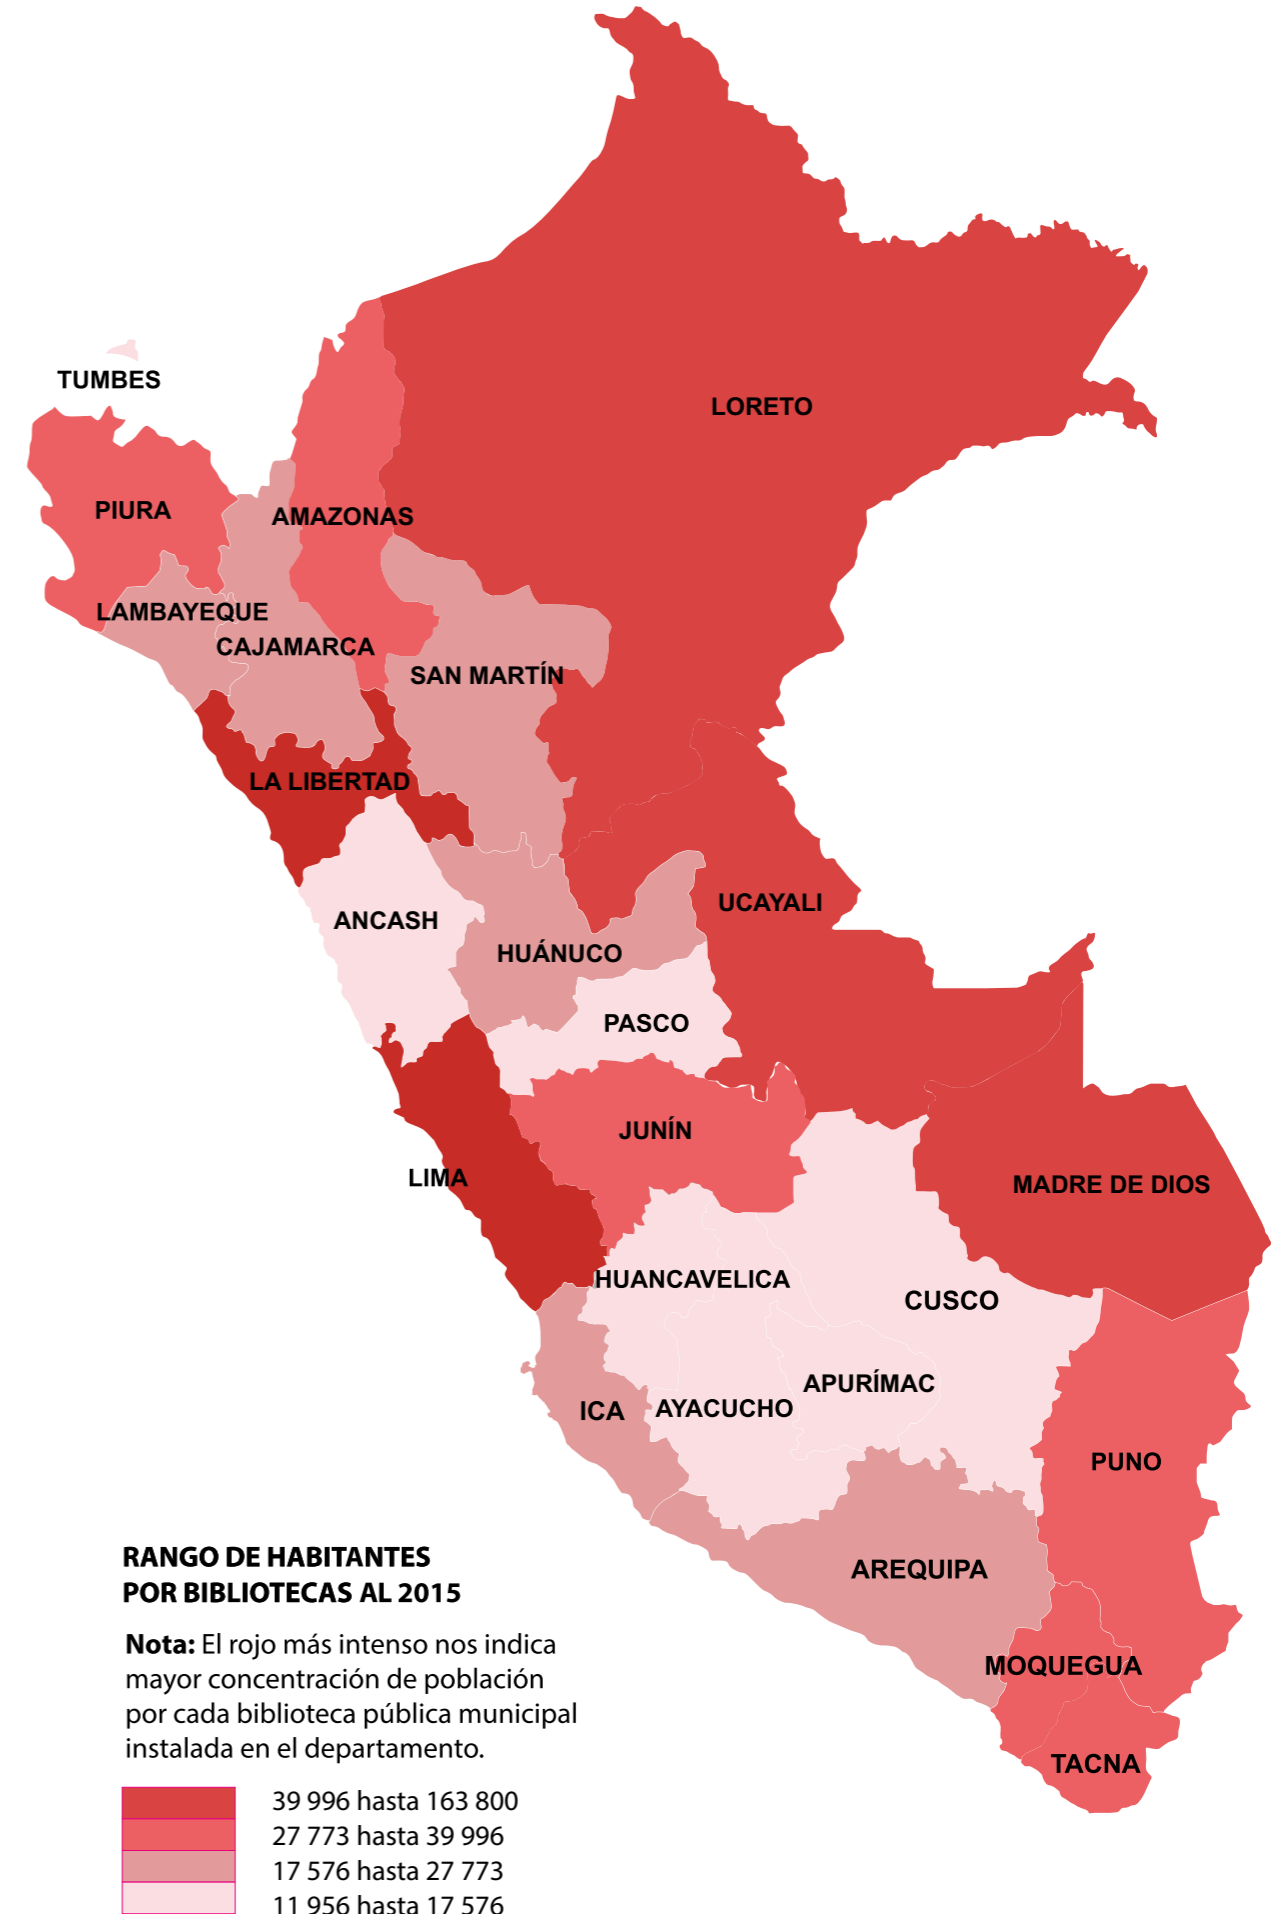 TUMBES
LORETO
PIURA
AMAZONAS
LAMBAYEQUE
CAJAMARCA
SAN MARTÍN
LA LIBERTAD
UCAYALI
ANCASH
HUÁNUCO
PASCO
JUNÍN
LIMA
MADRE DE DIOS
HUANCAVELICA
CUSCO
APURÍMAC
ICA
AYACUCHO
PUNO
AREQUIPA
MOQUEGUA
TACNA
RANGO DE HABITANTES
POR BIBLIOTECAS AL 2015
Nota: El rojo más intenso nos indica
mayor concentración de población
por cada biblioteca pública municipal
instalada en el departamento.
39 996 hasta 163 800
27 773 hasta 39 996
17 576 hasta 27 773
11 956 hasta 17 576